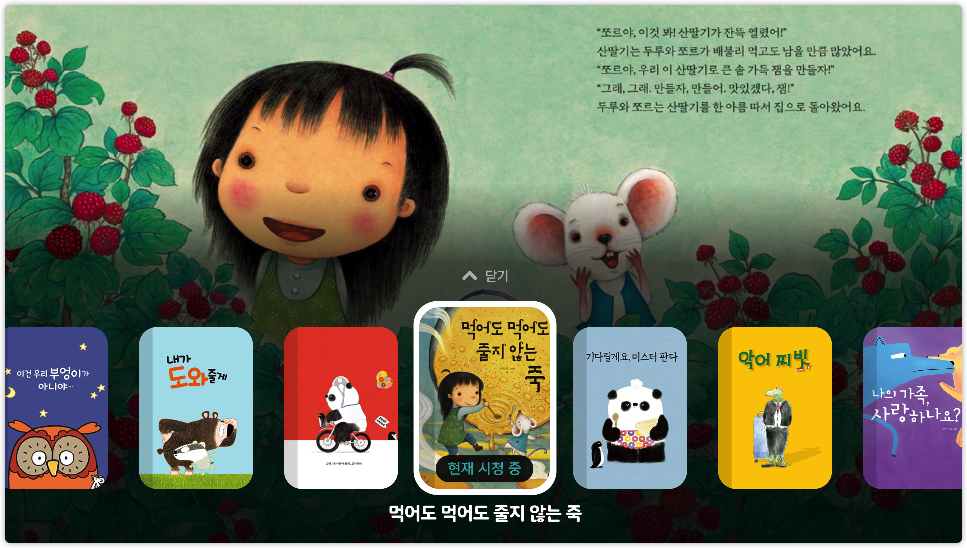 “쪼르야, 이것 봐! 산딸기가 잔뜩 열렸어!”
산딸기는 두루와 쪼르가 배불리 먹고도 남을 만큼 많았어요.
“쪼르야, 우리 이 산딸기로 큰 솥 가득 잼을 만들자!”
“그래, 그래. 만들자, 만들어. 맛있겠다, 잼!”
두루와 쪼르는 산딸기를 한 아름 따서 집으로 돌아왔어요.
닫기
이건 우리 부엉이가
아니야…
내가
도와줄게
먹어도 먹어도
줄지 않는
죽
현재 시청 중
기다릴게요, 미스터 판다
악어 씨
나의 가족,
사랑하나요?
먹어도 먹어도 줄지 않는 죽